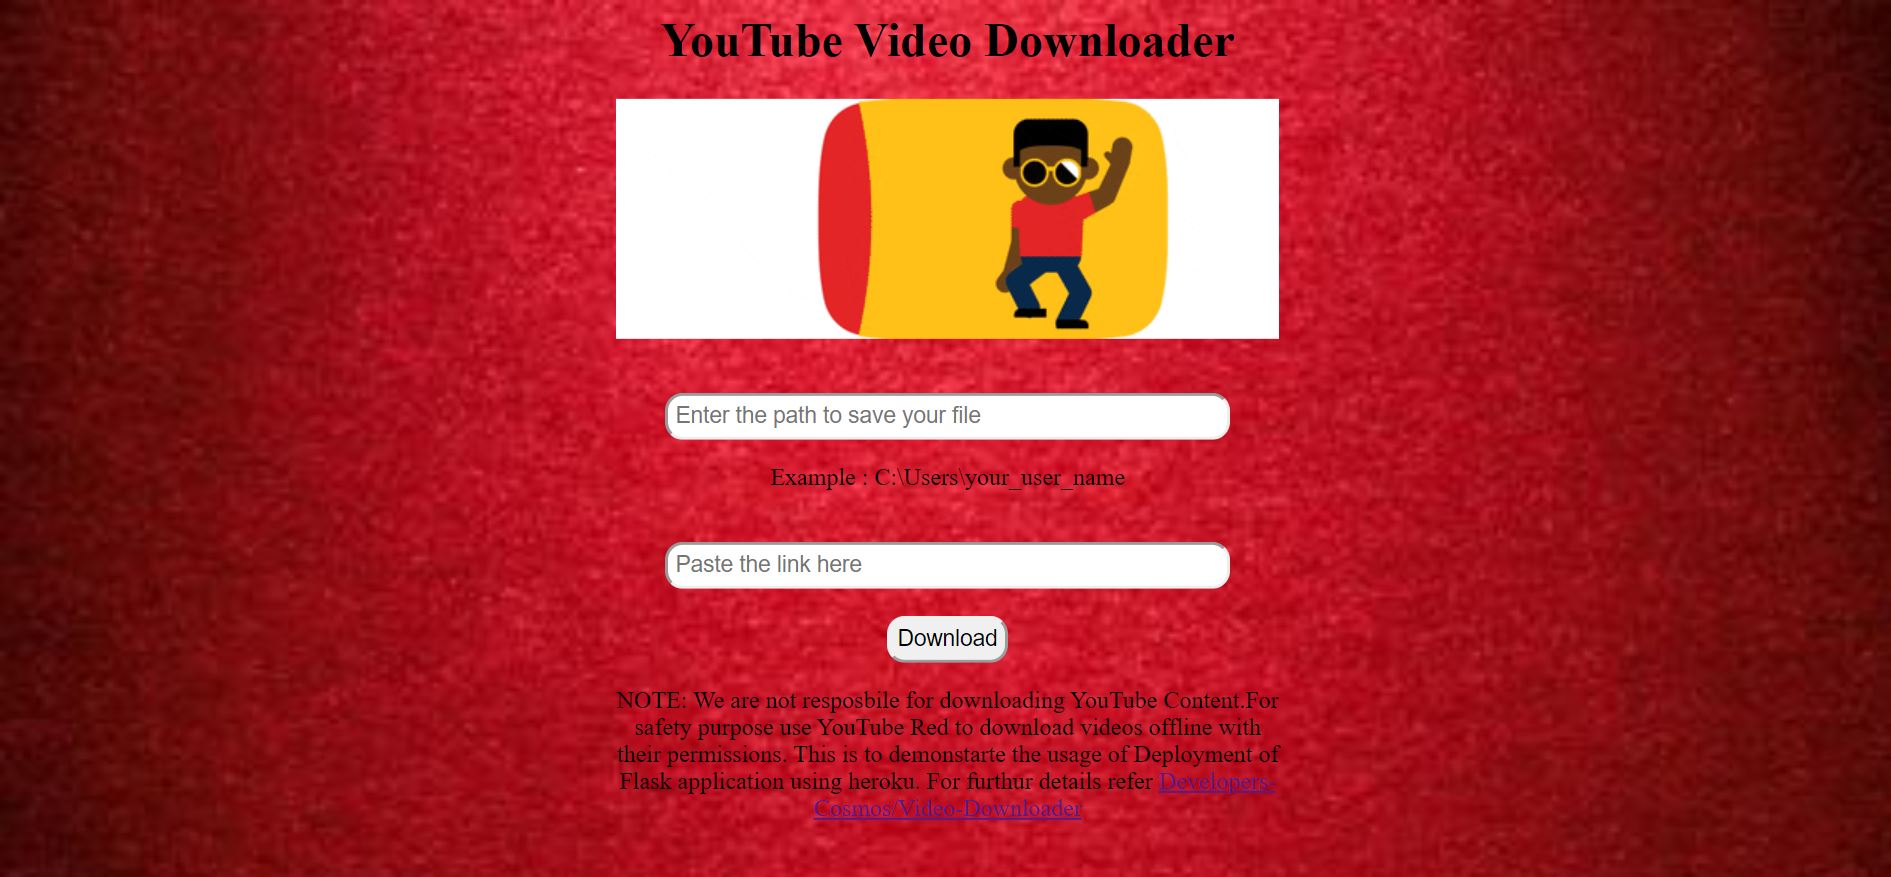 YouTube Video Downloader
Enter the path to save your file
Example : C:\Users\your_user_name
Paste the link here
Download
NOTE: We are not resposbile for downloading YouTube Content.For
safety purpose use YouTube Red to download videos offline with
their permissions. This is to demonstarte the usage of Deployment of
Flask application using heroku. For furthur details refer Developers-
Cosmos/Video-Downloader